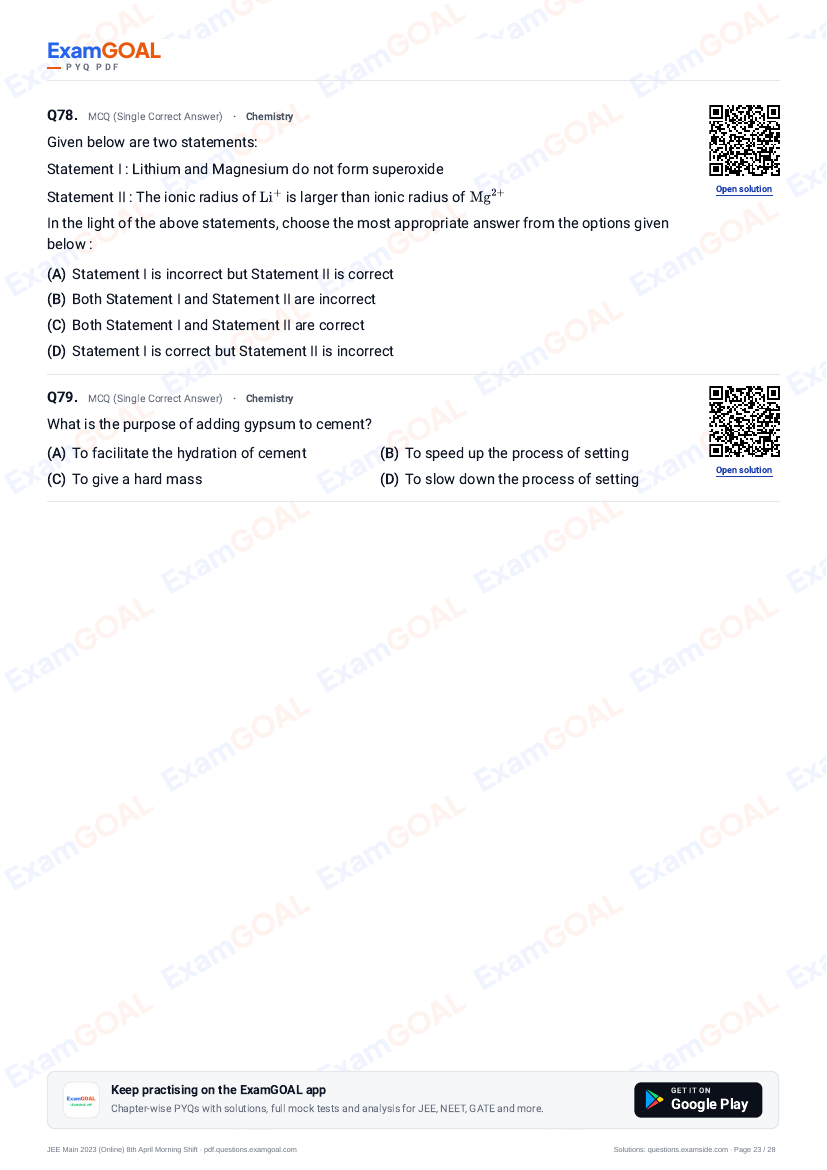 ExamGOAL
PYQ PDF
Q78. MCQ (Single Correct Answer) · Chemistry
Given below are two statements:
Statement I : Lithium and Magnesium do not form superoxide
Statement II : The ionic radius of Li⁺ is larger than ionic radius of Mg²⁺
In the light of the above statements, choose the most appropriate answer from the options given
below :
(A) Statement I is incorrect but Statement II is correct
(B) Both Statement I and Statement II are incorrect
(C) Both Statement I and Statement II are correct
(D) Statement I is correct but Statement II is incorrect
Open solution
Q79. MCQ (Single Correct Answer) · Chemistry
What is the purpose of adding gypsum to cement?
(A) To facilitate the hydration of cement (B) To speed up the process of setting
(C) To give a hard mass (D) To slow down the process of setting
Open solution
ExamGOAL
Keep practising on the ExamGOAL app
Chapter-wise PYQs with solutions, full mock tests and analysis for JEE, NEET, GATE and more.
GET IT ON
Google Play
JEE Main 2023 (Online) 8th April Morning Shift · pdf.questions.examgoal.com
Solutions: questions.examside.com · Page 23 / 28